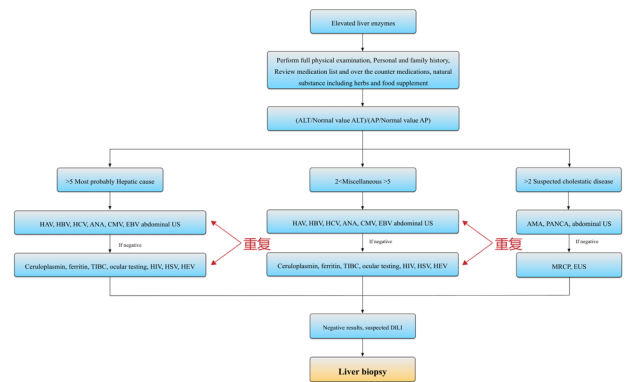 Elevated liver enzymes
Perform full physical examination, Personal and family history,
Review medication list and over the counter medications, natural
substance including herbs and food supplement
(ALT/Normal value ALT)/(AP/Normal value AP)
>5 Most probably Hepatic cause
2<Miscellaneous >5
>2 Suspected cholestatic disease
HAV, HBV, HCV, ANA, CMV, EBV abdominal US
重复
HAV, HBV, HCV, ANA, CMV, EBV abdominal US
重复
AMA, PANCA, abdominal US
If negative
If negative
If negative
Ceruloplasmin, ferritin, TIBC, ocular testing, HIV, HSV, HEV
Ceruloplasmin, ferritin, TIBC, ocular testing, HIV, HSV, HEV
MRCP, EUS
Negative results, suspected DILI
Liver biopsy